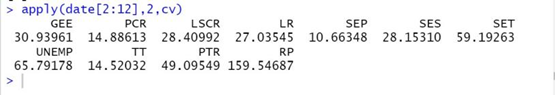 > apply(date[2:12],2,cv)
GEE PCR LSCR LR SEP SES SET
30.93961 14.88613 28.40992 27.03545 10.66348 28.15310 59.19263
UNEMP TT PTR RP
65.79178 14.52032 49.09549 159.54687
>